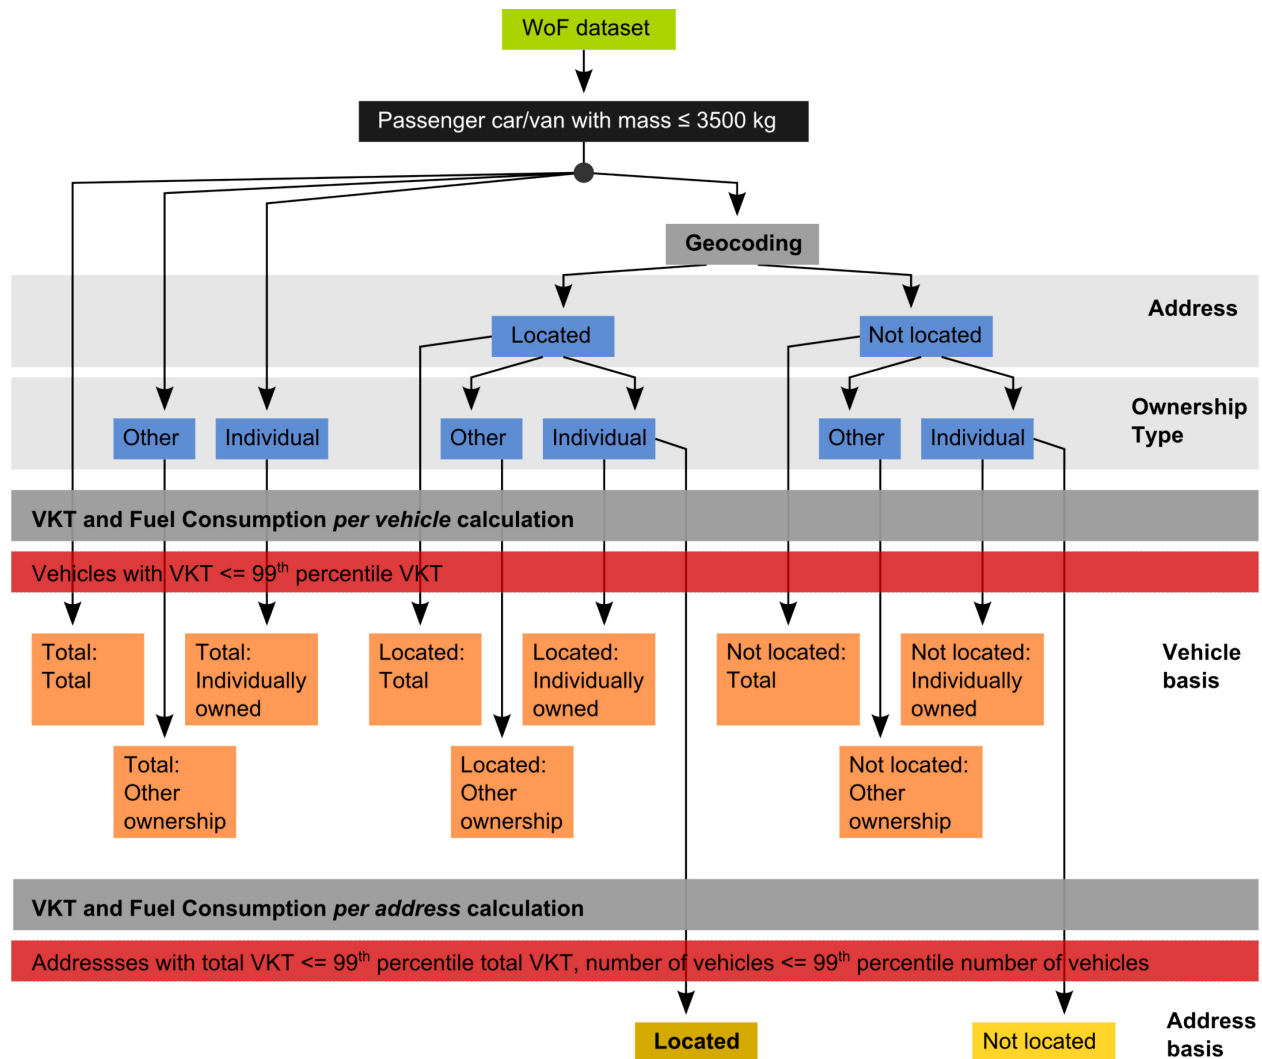 WoF dataset
Passenger car/van with mass ≤ 3500 kg
Geocoding
Address
Located
Not located
Ownership
Type
Other
Individual
Other
Individual
Other
Individual
VKT and Fuel Consumption per vehicle calculation
Vehicles with VKT <= 99th percentile VKT
Total:
Total
Total:
Individually
owned
Located:
Total
Located:
Individually
owned
Not located:
Total
Not located:
Individually
owned
Vehicle
basis
Total:
Other
ownership
Located:
Other
ownership
Not located:
Other
ownership
VKT and Fuel Consumption per address calculation
Addressses with total VKT <= 99th percentile total VKT, number of vehicles <= 99th percentile number of vehicles
Located
Not located
Address
basis